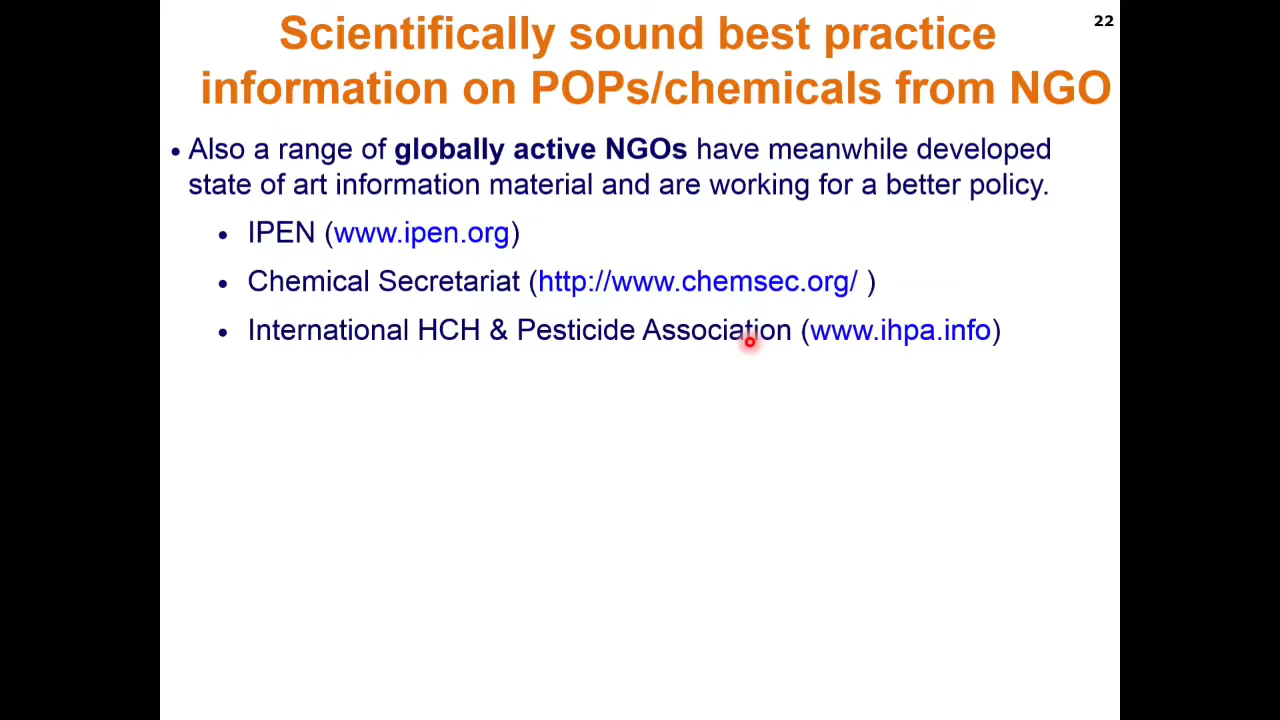 22
Scientifically sound best practice
information on POPs/chemicals from NGO
• Also a range of globally active NGOs have meanwhile developed
state of art information material and are working for a better policy.
• IPEN (www.ipen.org)
• Chemical Secretariat (http://www.chemsec.org/ )
• International HCH & Pesticide Association (www.ihpa.info)